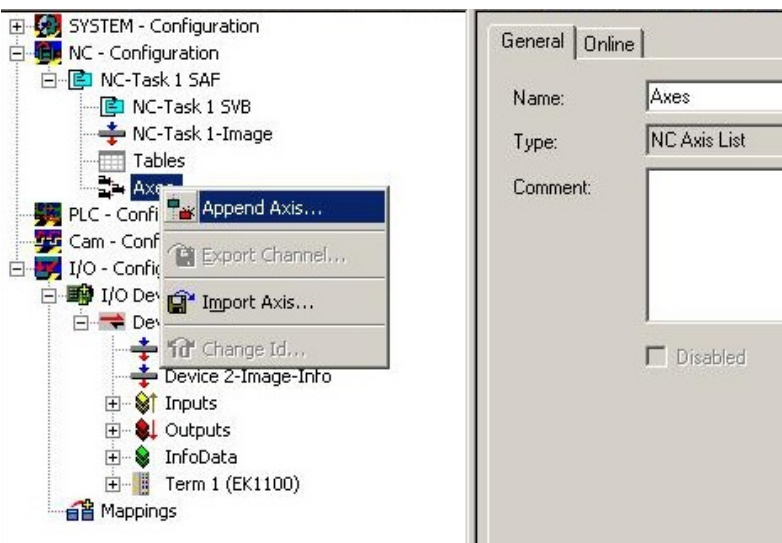 SYSTEM - Configuration
NC - Configuration
NC-Task 1 SAF
NC-Task 1 SVB
NC-Task 1-Image
Tables
Axes
PLC - Confi
Cam - Conf
I/O - Config
I/O Dev
Dev
Device 2-Image-Info
Inputs
Outputs
InfoData
Term 1 (EK1100)
Mappings
Append Axis...
Export Channel...
Import Axis...
Change Id...
General Online
Name: Axes
Type: NC Axis List
Comment:
Disabled